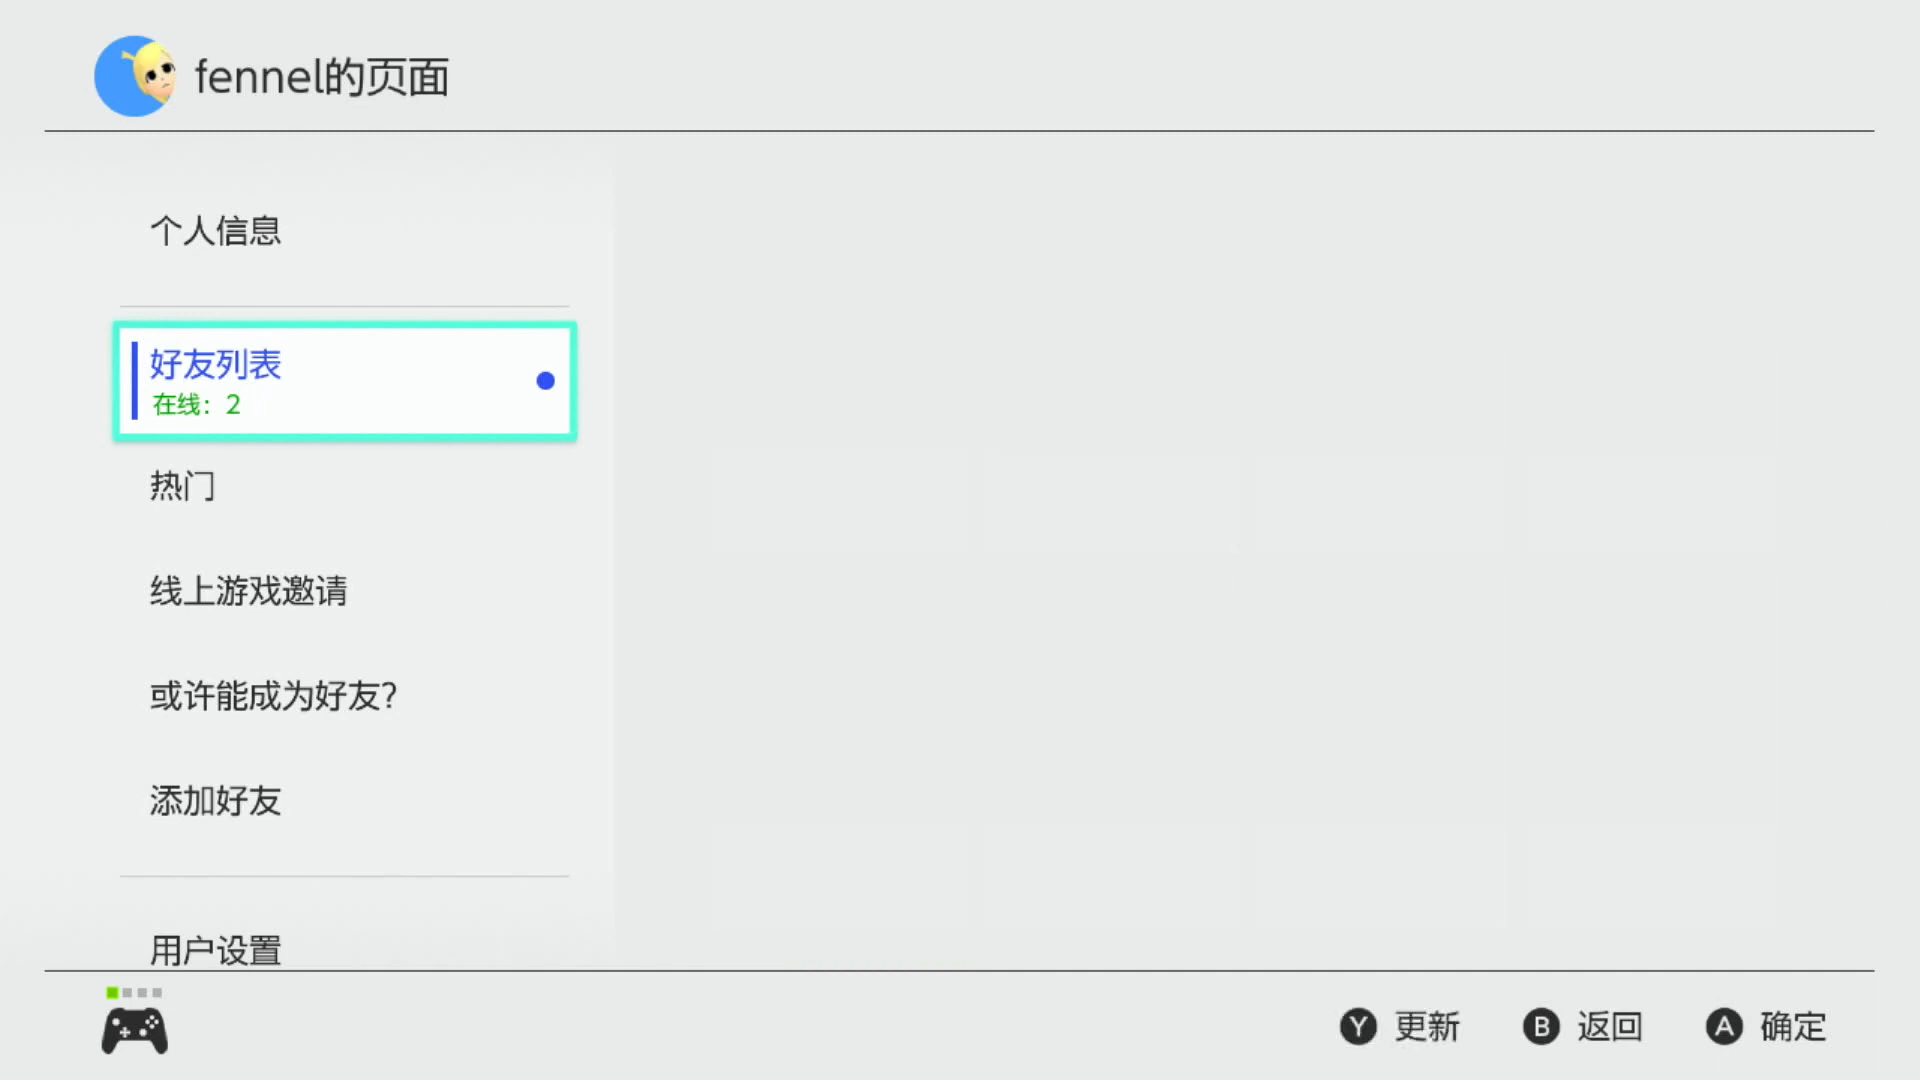 fennel的页面
个人信息
好友列表
在线：2
热门
线上游戏邀请
或许能成为好友？
添加好友
用户设置
Y 更新 B 返回 A 确定